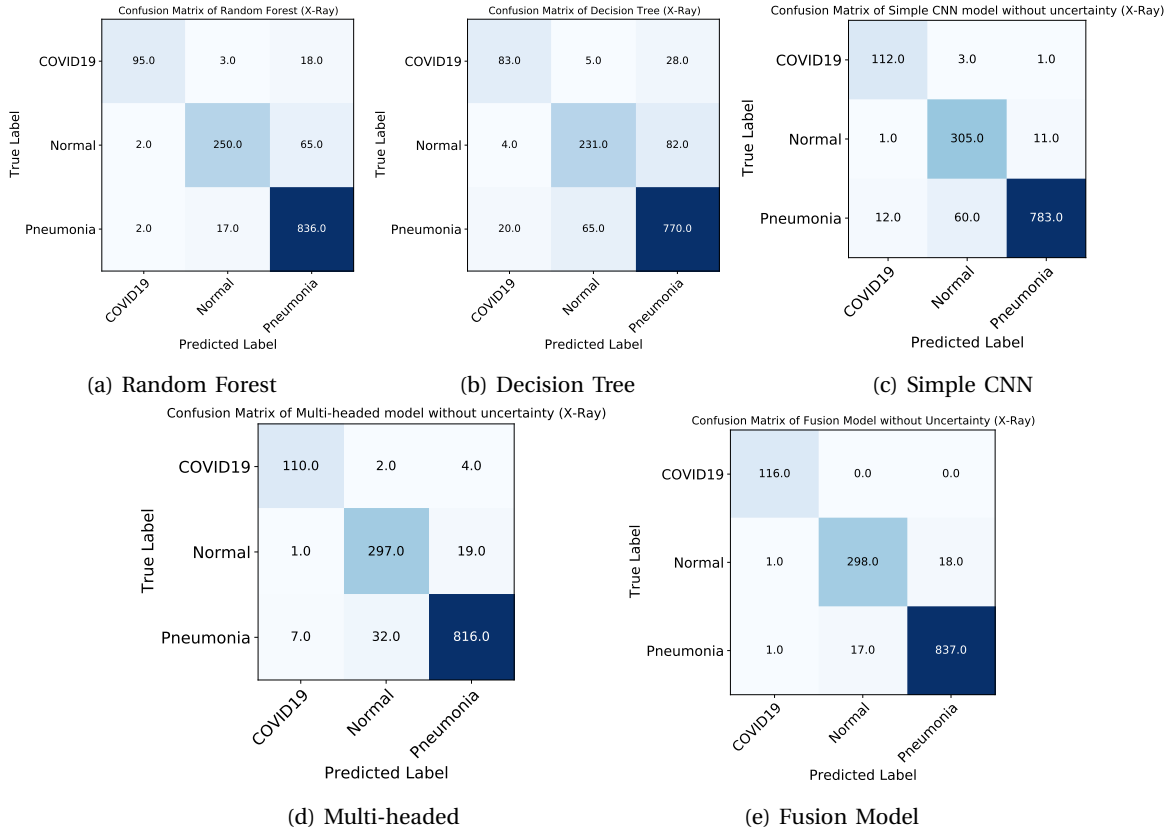 Confusion Matrix of Random Forest (X-Ray)
COVID19 95.0 3.0 18.0
Normal 2.0 250.0 65.0
Pneumonia 2.0 17.0 836.0
True Label
COVID19 Normal Pneumonia
Predicted Label
(a) Random Forest
Confusion Matrix of Decision Tree (X-Ray)
COVID19 83.0 5.0 28.0
Normal 4.0 231.0 82.0
Pneumonia 20.0 65.0 770.0
True Label
COVID19 Normal Pneumonia
Predicted Label
(b) Decision Tree
Confusion Matrix of Simple CNN model without uncertainty (X-Ray)
COVID19 112.0 3.0 1.0
Normal 1.0 305.0 11.0
Pneumonia 12.0 60.0 783.0
True Label
COVID19 Normal Pneumonia
Predicted Label
(c) Simple CNN
Confusion Matrix of Multi-headed model without uncertainty (X-Ray)
COVID19 110.0 2.0 4.0
Normal 1.0 297.0 19.0
Pneumonia 7.0 32.0 816.0
True Label
COVID19 Normal Pneumonia
Predicted Label
(d) Multi-headed
Confusion Matrix of Fusion Model without Uncertainty (X-Ray)
COVID19 116.0 0.0 0.0
Normal 1.0 298.0 18.0
Pneumonia 1.0 17.0 837.0
True Label
COVID19 Normal Pneumonia
Predicted Label
(e) Fusion Model